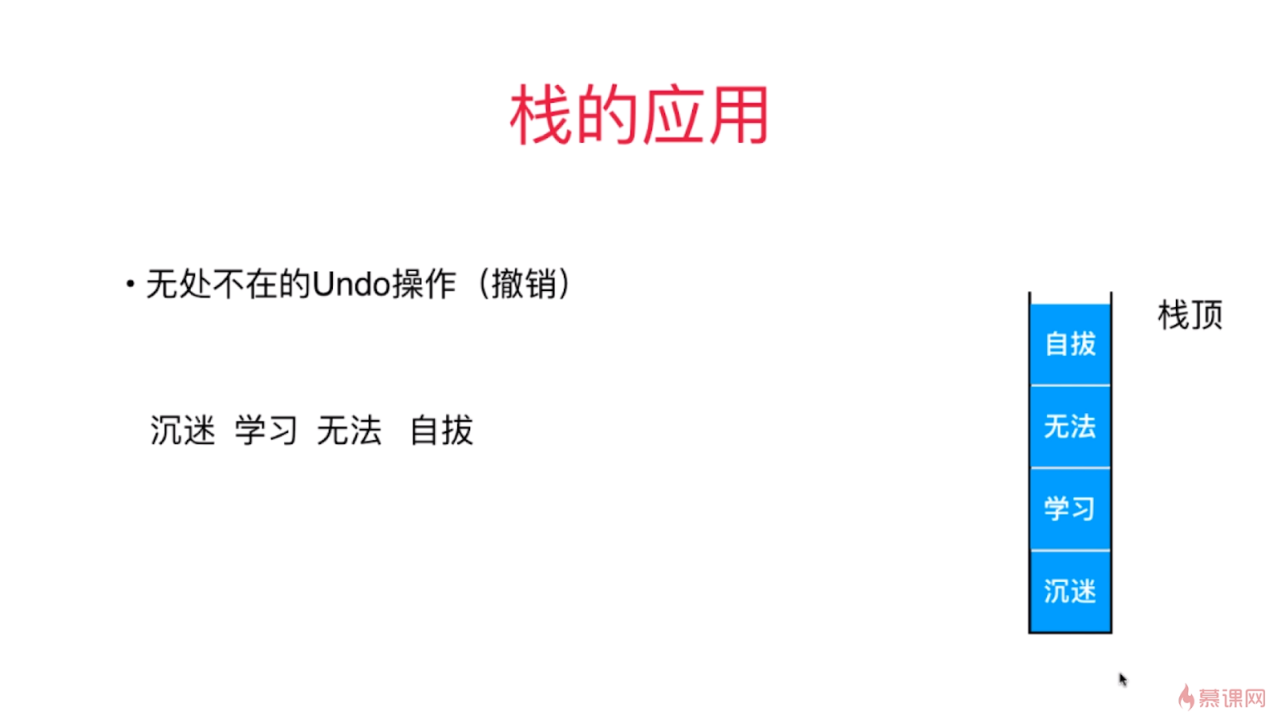 栈的应用
• 无处不在的Undo操作（撤销）
沉迷 学习 无法 自拔
栈顶
自拔
无法
学习
沉迷
慕课网